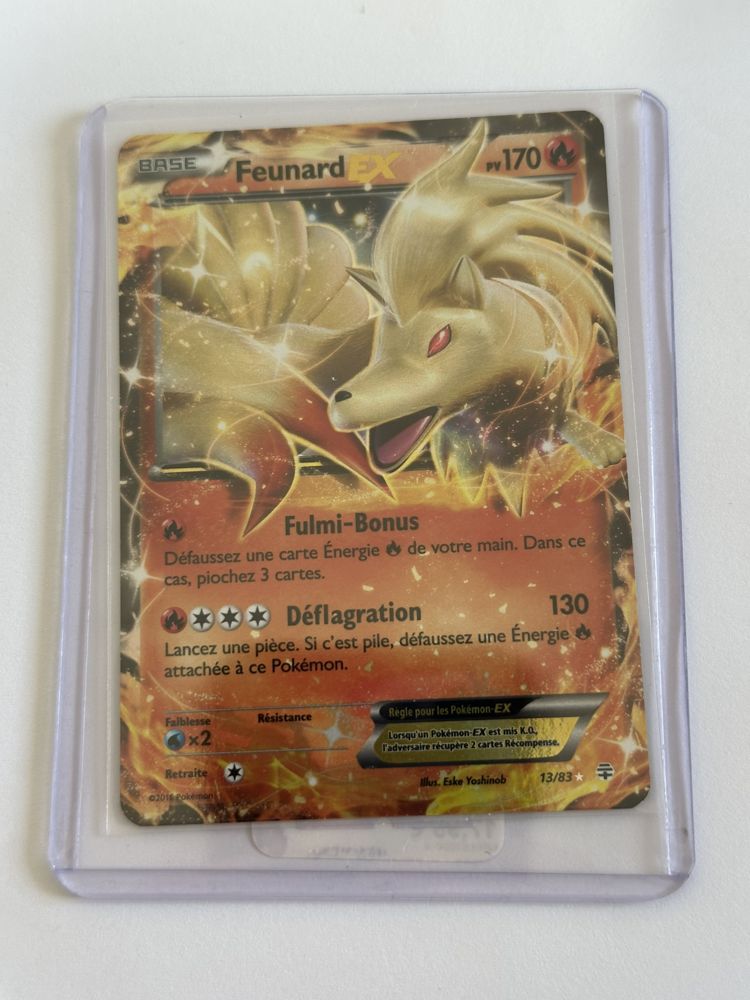 BASE FeunardEX PV170
Fulmi-Bonus
Défaussez une carte Énergie de votre main. Dans ce
cas, piochez 3 cartes.
Déflagration 130
Lancez une pièce. Si c'est pile, défaussez une Énergie
attachée à ce Pokémon.
Faiblesse Résistance
×2
Règle pour les Pokémon-EX
Lorsqu'un Pokémon-EX est mis K.O.,
l'adversaire récupère 2 cartes Récompense.
Retraite
Illus. Eske Yoshinob 13/83
©2016 Pokémon